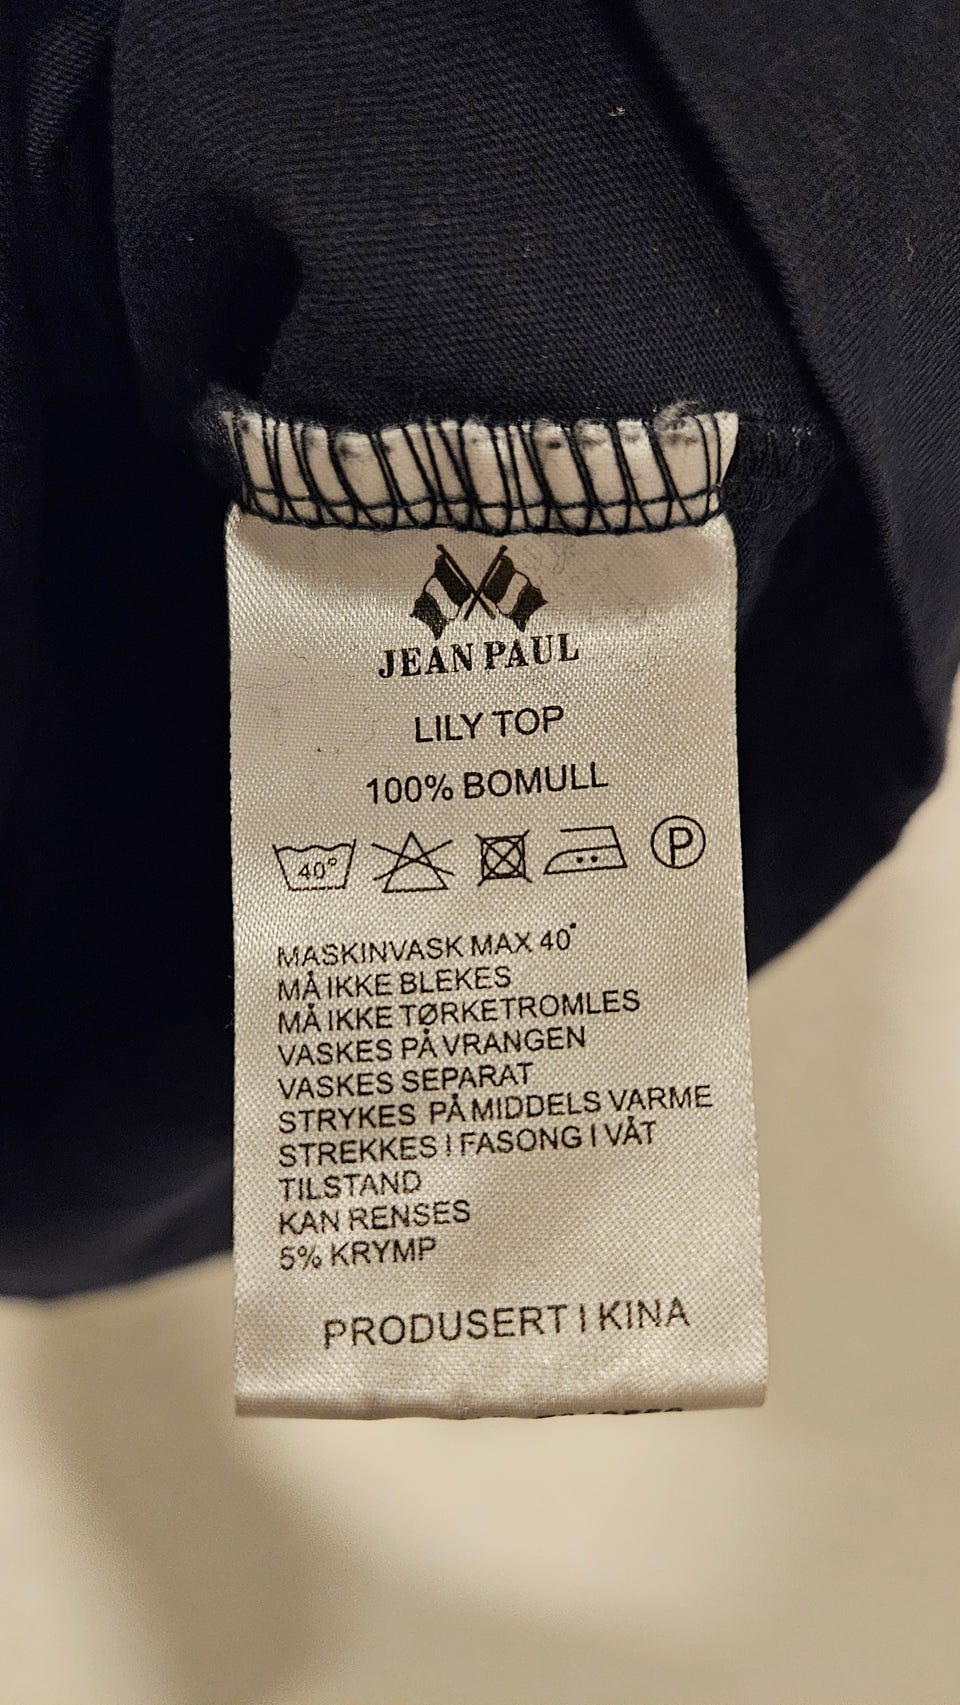 JEAN PAUL
LILY TOP
100% BOMULL
40° P
MASKINVASK MAX 40°
MÅ IKKE BLEKES
MÅ IKKE TØRKETROMLES
VASKES PÅ VRANGEN
VASKES SEPARAT
STRYKES PÅ MIDDELS VARME
STREKKES I FASONG I VÅT
TILSTAND
KAN RENSES
5% KRYMP
PRODUSERT I KINA